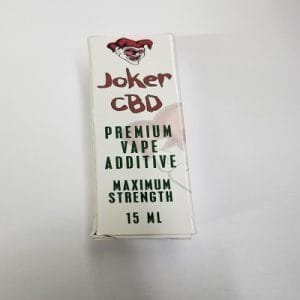 Joker
CBD
PREMIUM
VAPE
ADDITIVE
MAXIMUM
STRENGTH
15 ML